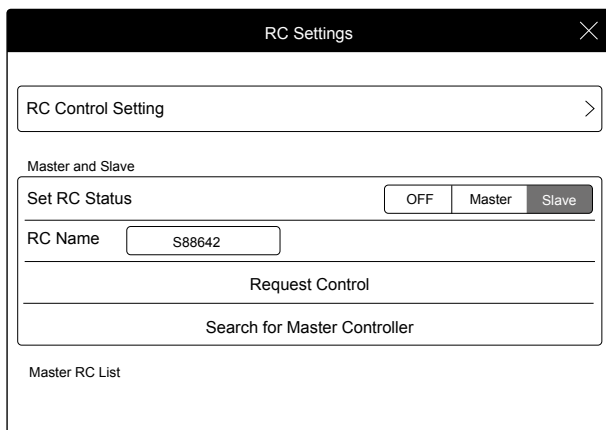 RC Settings
RC Control Setting
Master and Slave
Set RC Status OFF Master Slave
RC Name S88642
Request Control
Search for Master Controller
Master RC List